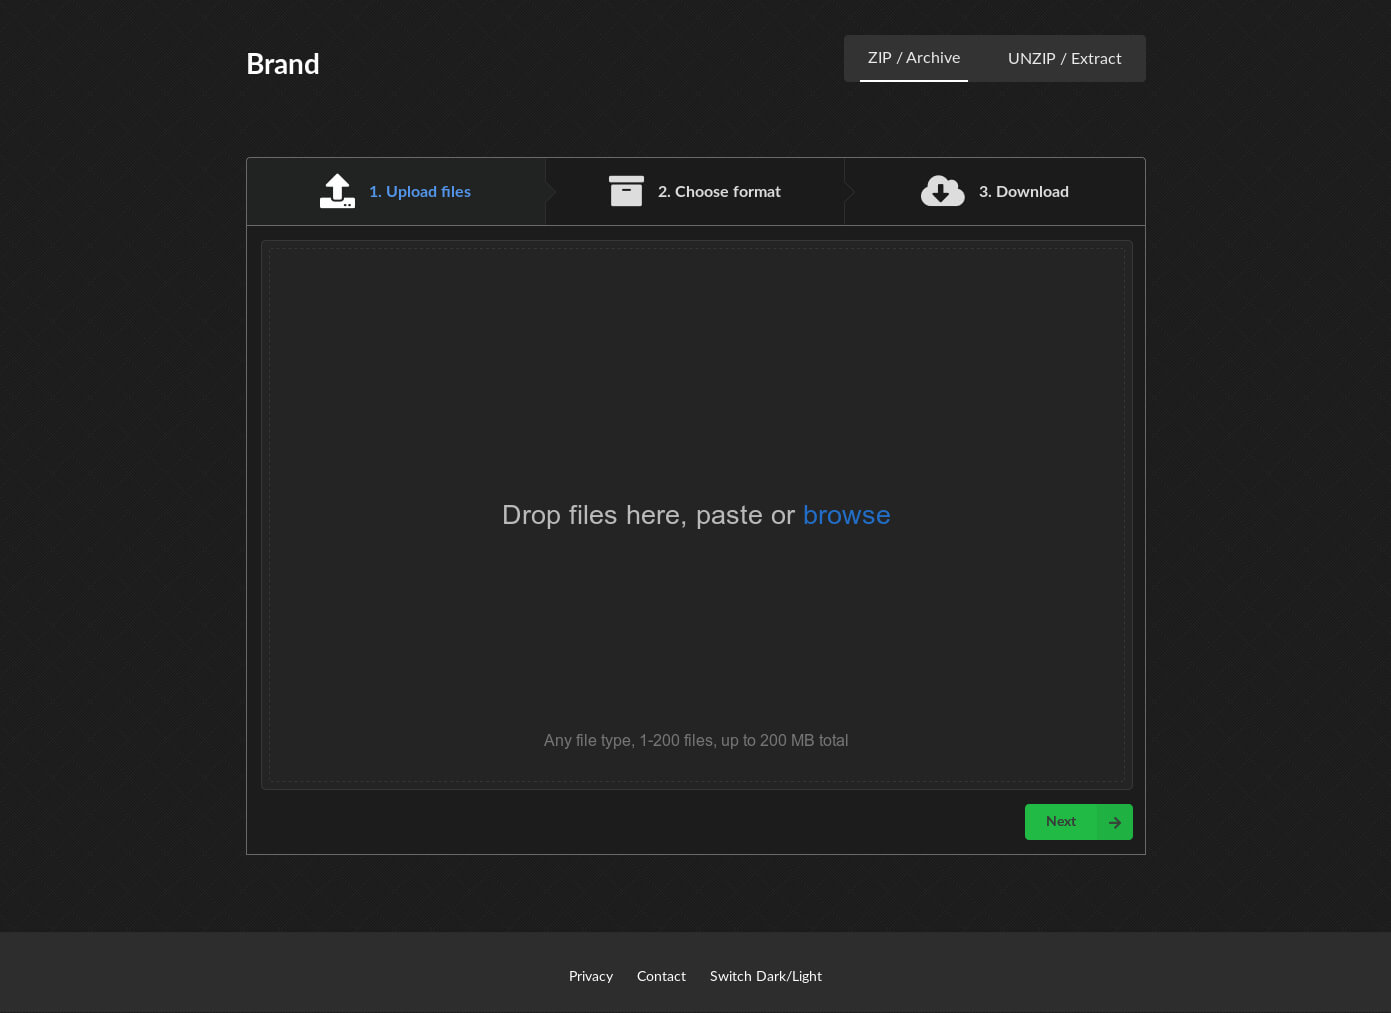 Brand
ZIP / Archive
UNZIP / Extract
1. Upload files
2. Choose format
3. Download
Drop files here, paste or browse
Any file type, 1-200 files, up to 200 MB total
Next
Privacy
Contact
Switch Dark/Light